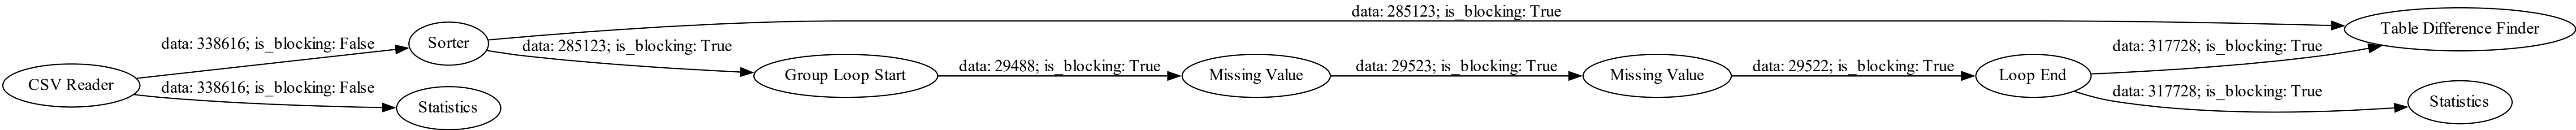 data: 285123; is_blocking: True
Table Difference Finder
data: 338616; is_blocking: False
Sorter
data: 285123; is_blocking: True
data: 317728; is_blocking: True
CSV Reader
Group Loop Start
data: 29488; is_blocking: True
Missing Value
data: 29523; is_blocking: True
Missing Value
data: 29522; is_blocking: True
Loop End
data: 338616; is_blocking: False
Statistics
data: 317728; is_blocking: True
Statistics